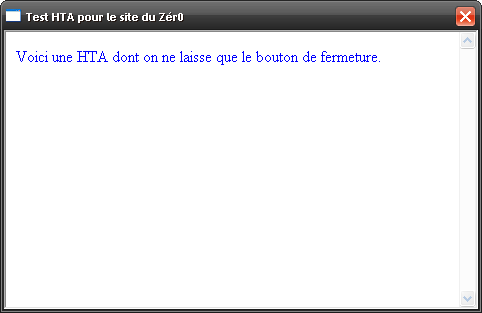 Test HTA pour le site du Zér0
Voici une HTA dont on ne laisse que le bouton de fermeture.